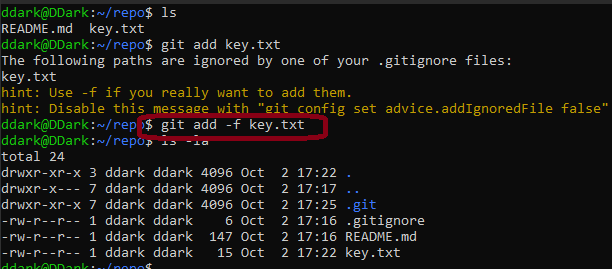 ddark@DDark:~/repo$ ls
README.md  key.txt
ddark@DDark:~/repo$ git add key.txt
The following paths are ignored by one of your .gitignore files:
key.txt
hint: Use -f if you really want to add them.
hint: Disable this message with "git config set advice.addIgnoredFile false"
ddark@DDark:~/repo$ git add -f key.txt
ddark@DDark:~/repo$ ls -la
total 24
drwxr-xr-x 3 ddark ddark 4096 Oct  2 17:22 .
drwxr-x--- 7 ddark ddark 4096 Oct  2 17:17 ..
drwxr-xr-x 7 ddark ddark 4096 Oct  2 17:25 .git
-rw-r--r-- 1 ddark ddark    6 Oct  2 17:16 .gitignore
-rw-r--r-- 1 ddark ddark  147 Oct  2 17:16 README.md
-rw-r--r-- 1 ddark ddark   15 Oct  2 17:22 key.txt
ddark@DDark:~/repo$